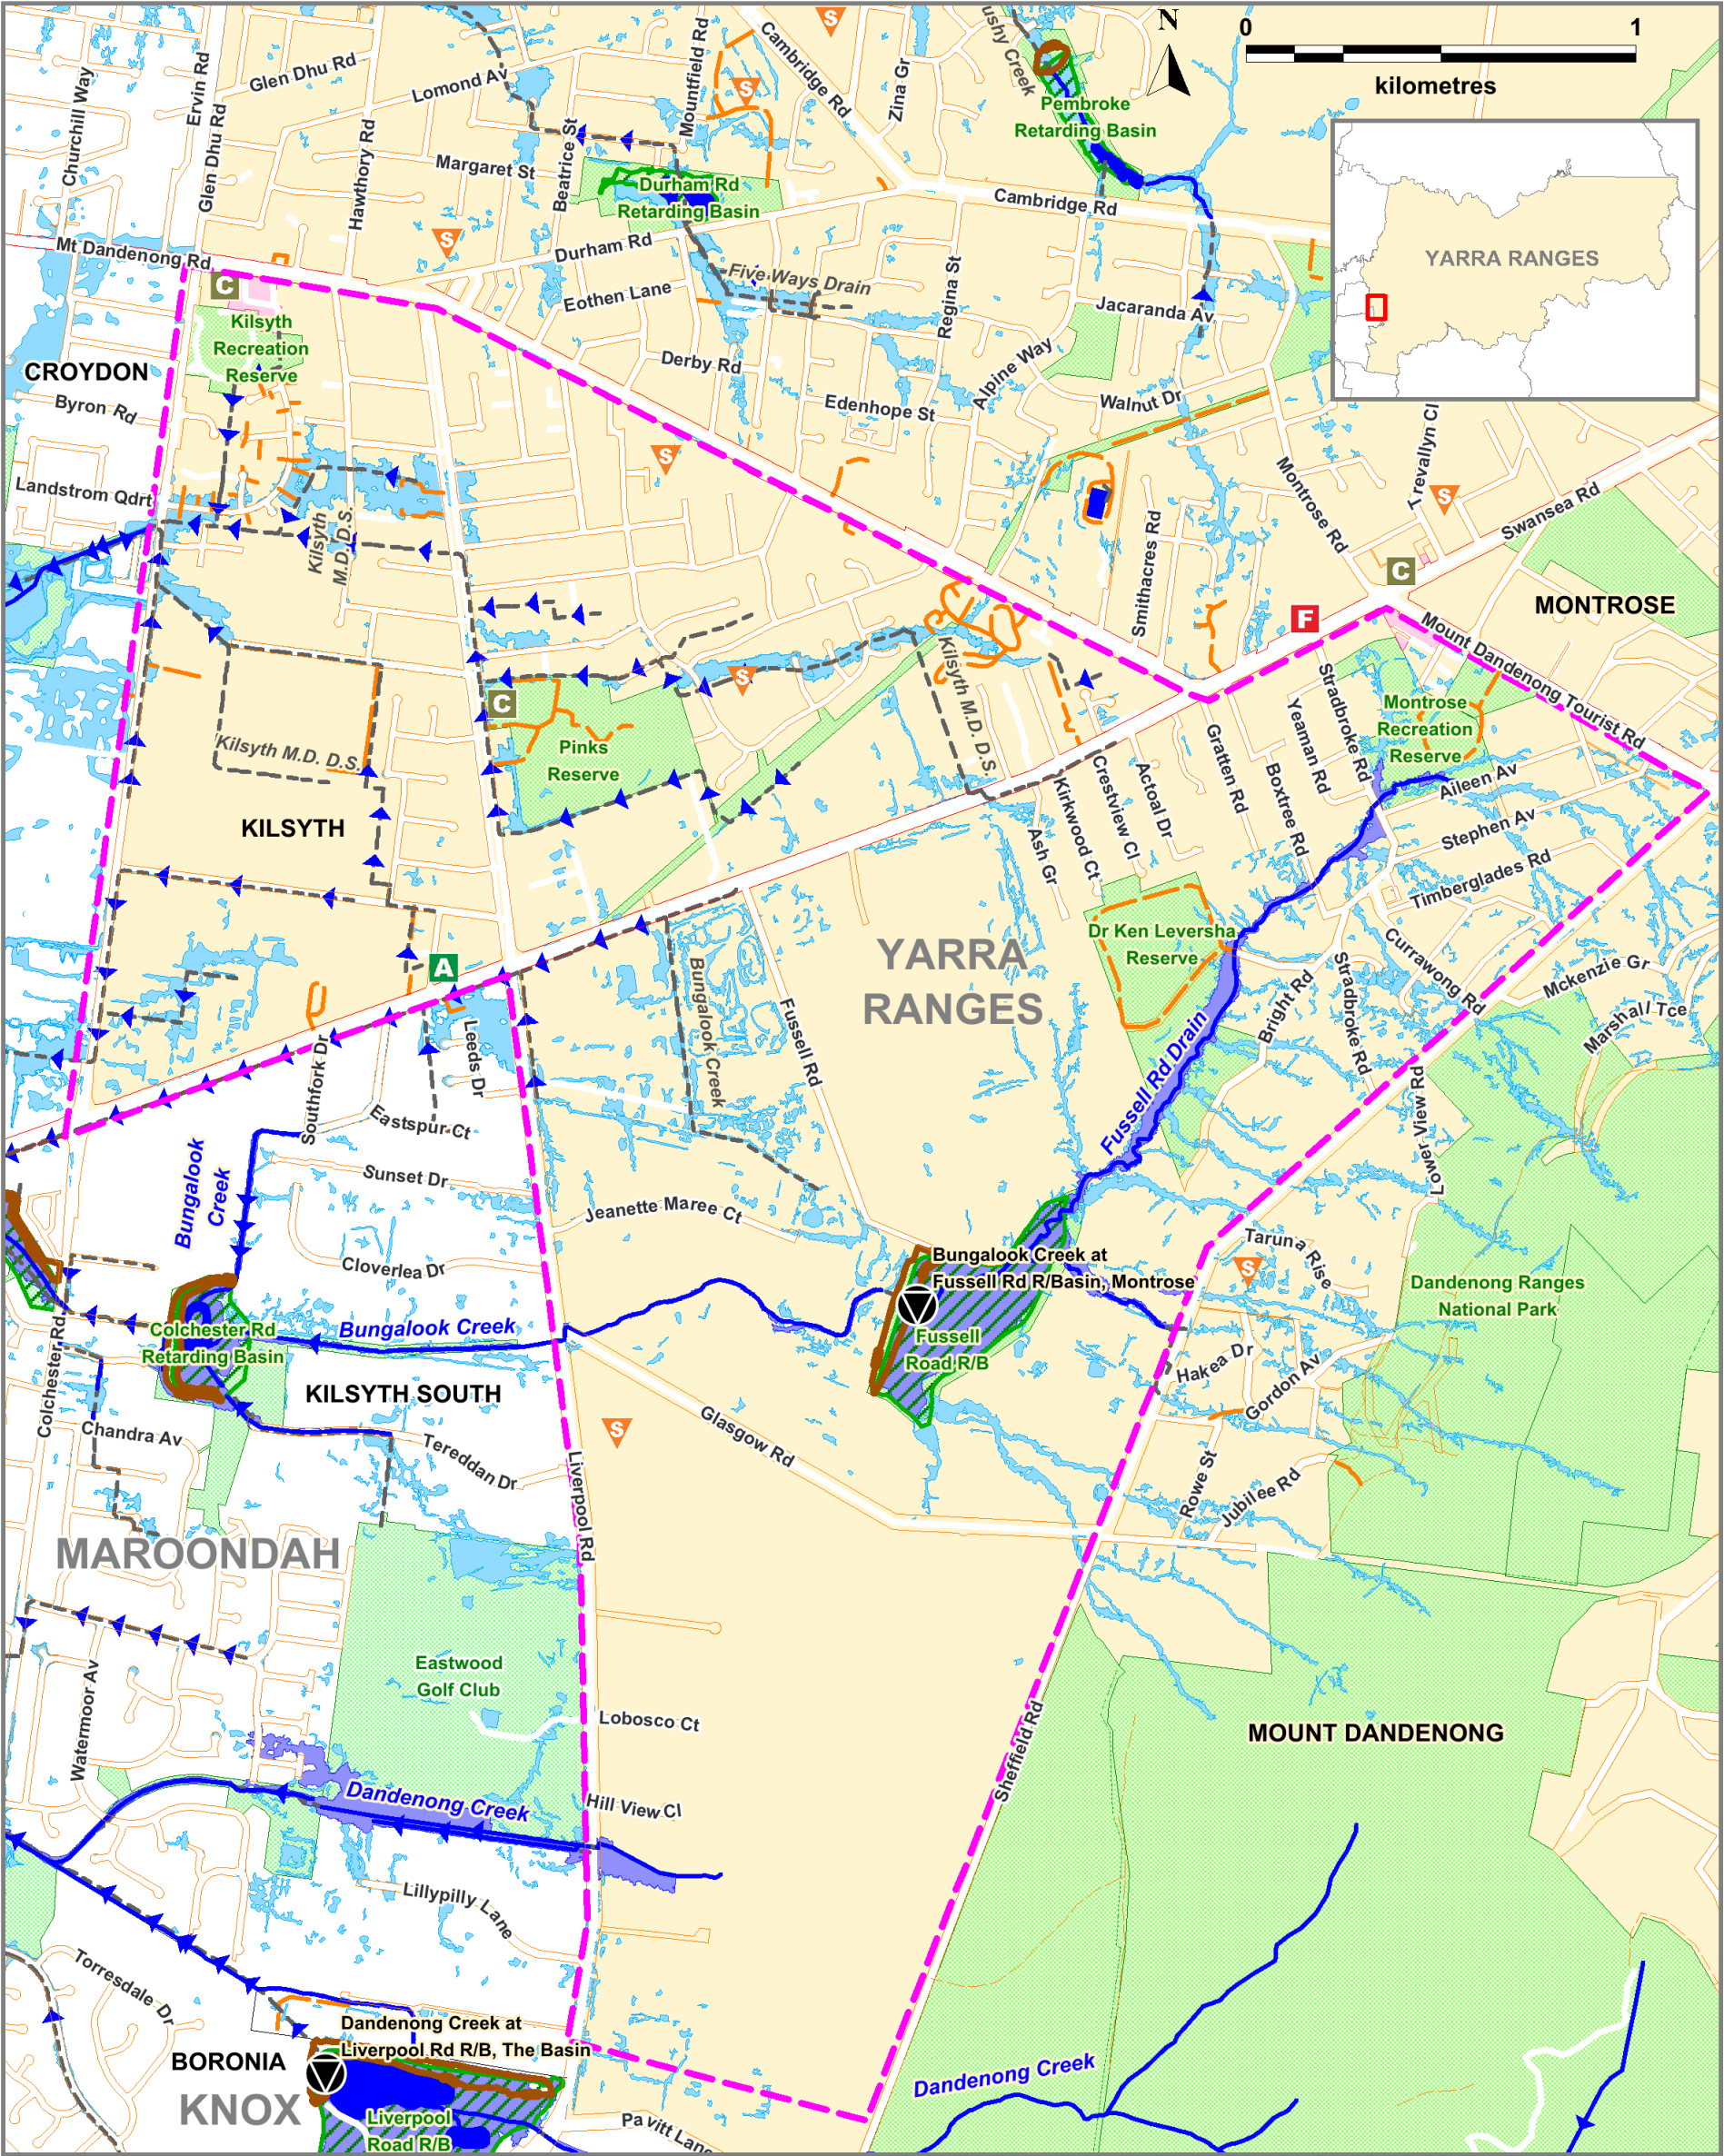 N
0 1
kilometres
YARRA RANGES
Churchill Way
Ervin Rd
Glen Dhu Rd
Glen Dhu Rd
Lomond Av
Hawthory Rd
Margaret St
Beatrice St
Mountfield Rd
Cambridge Rd
Zina Gr
ushy Creek
Pembroke
Retarding Basin
Durham Rd
Retarding Basin
Cambridge Rd
Mt Dandenong Rd
Durham Rd
Five Ways Drain
Eothen Lane
Regina St
Jacaranda Av
C
Kilsyth
Recreation
Reserve
CROYDON
Byron Rd
Derby Rd
Edenhope St
Alpine Way
Walnut Dr
Trevallyn Cl
Landstrom Qdrt
Kilsyth
M.D. D.S.
Montrose Rd
Swansea Rd
Smithacres Rd
S
S
S
S
S
S
S
S
C
F
MONTROSE
Mount Dandenong Tourist Rd
Kilsyth M.D. D.S.
Stradbroke Rd
Yeaman Rd
Montrose
Recreation
Reserve
C
Pinks
Reserve
Kilsyth M.D. D.S.
Gratten Rd
Boxtree Rd
Actoal Dr
Crestview Cl
Kirkwood Ct
Ash Gr
Aileen Av
Stephen Av
Timberglades Rd
KILSYTH
Dr Ken Leversha
Reserve
YARRA
RANGES
Currawong Rd
Mckenzie Gr
Marshall Tce
A
Bungalook Creek
Fussell Rd
Fussell Rd Drain
Bright Rd
Stradbroke Rd
Lower View Rd
Leeds Dr
Southfork Dr
Eastspur Ct
Bungalook
Creek
Sunset Dr
Jeanette Maree Ct
Cloverlea Dr
Taruna Rise
S
Bungalook Creek at
Fussell Rd R/Basin, Montrose
Dandenong Ranges
National Park
Colchester Rd
Retarding Basin
Bungalook Creek
Fussell
Road R/B
Hakea Dr
Gordon Av
Colchester Rd
KILSYTH SOUTH
Chandra Av
Tereddan Dr
S
Glasgow Rd
Liverpool Rd
Rowe St
Jubilee Rd
MAROONDAH
Eastwood
Golf Club
Watermoor Av
Lobosco Ct
Sheffield Rd
MOUNT DANDENONG
Dandenong Creek
Hill View Cl
Lillypilly Lane
Torresdale Dr
Dandenong Creek at
Liverpool Rd R/B, The Basin
BORONIA
KNOX
Liverpool
Road R/B
Pavitt Lane
Dandenong Creek